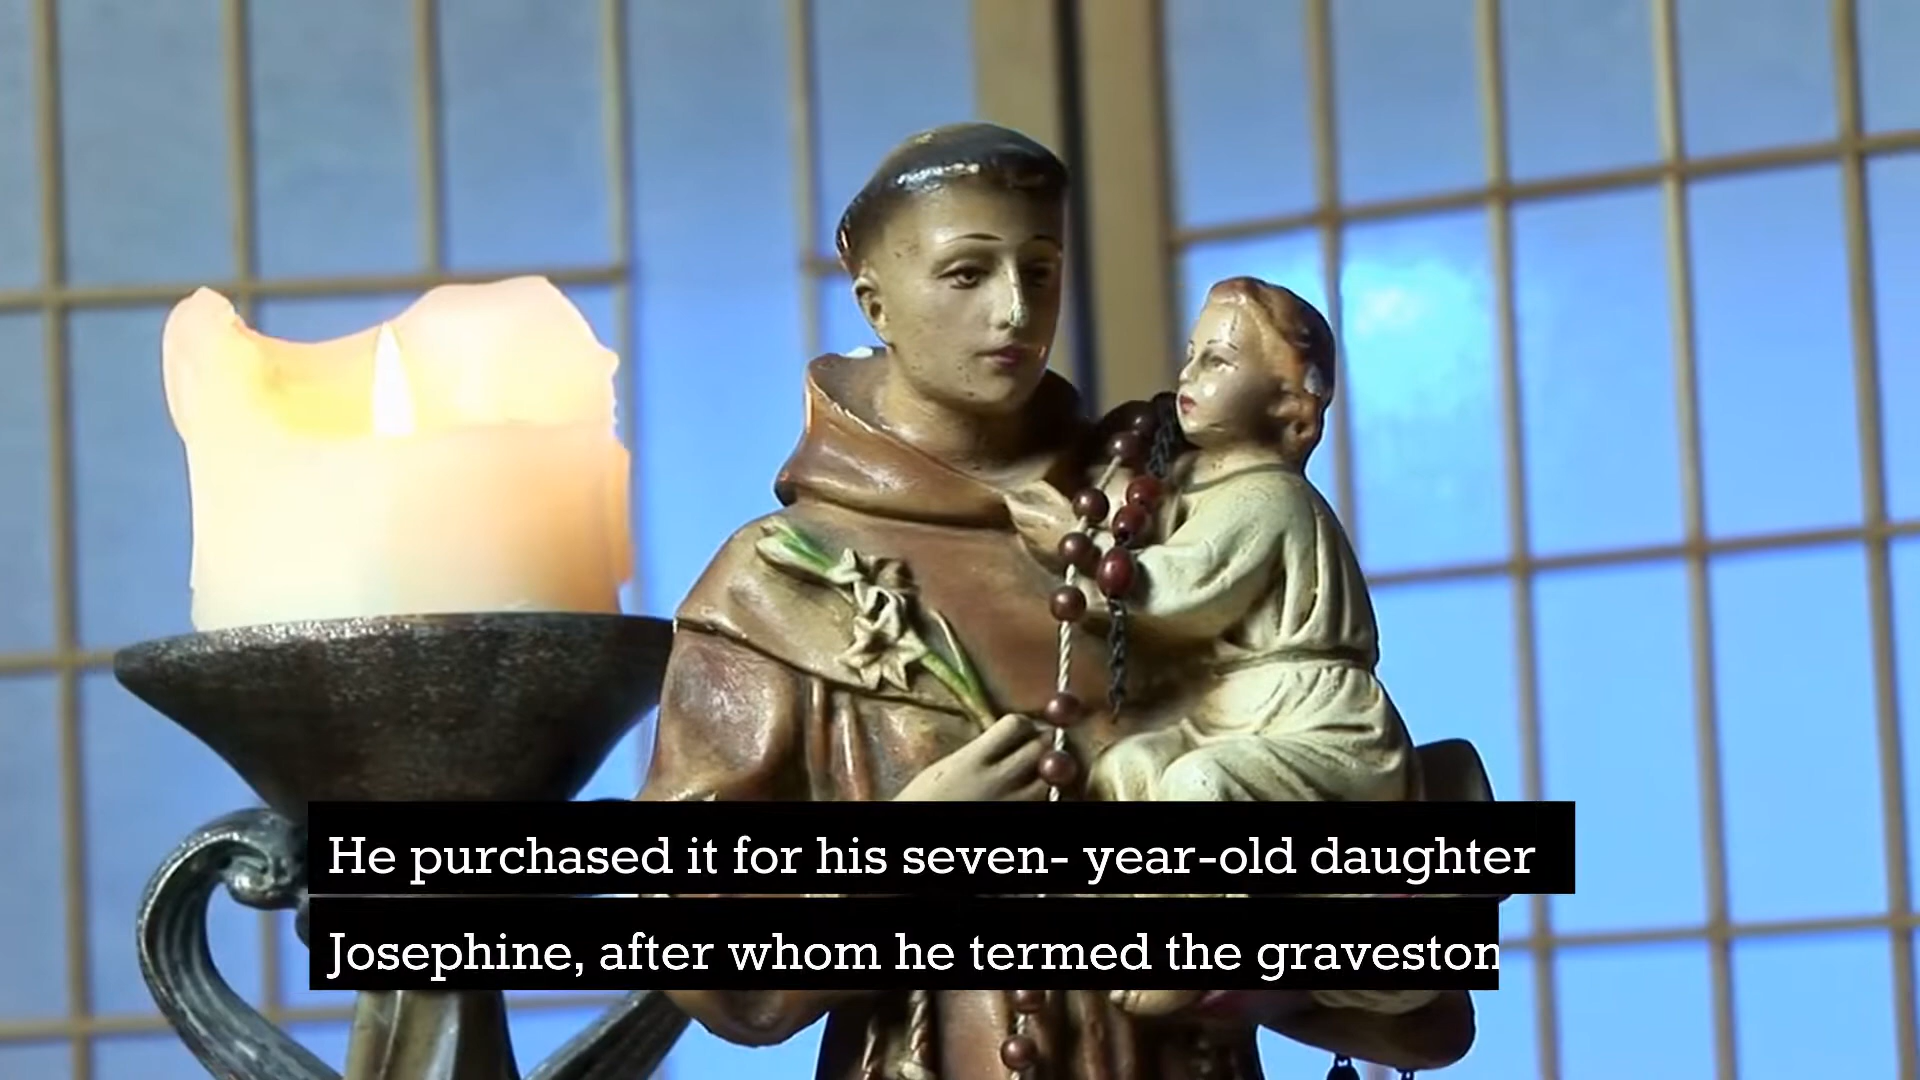 He purchased it for his seven- year-old daughter
Josephine, after whom he termed the graveston